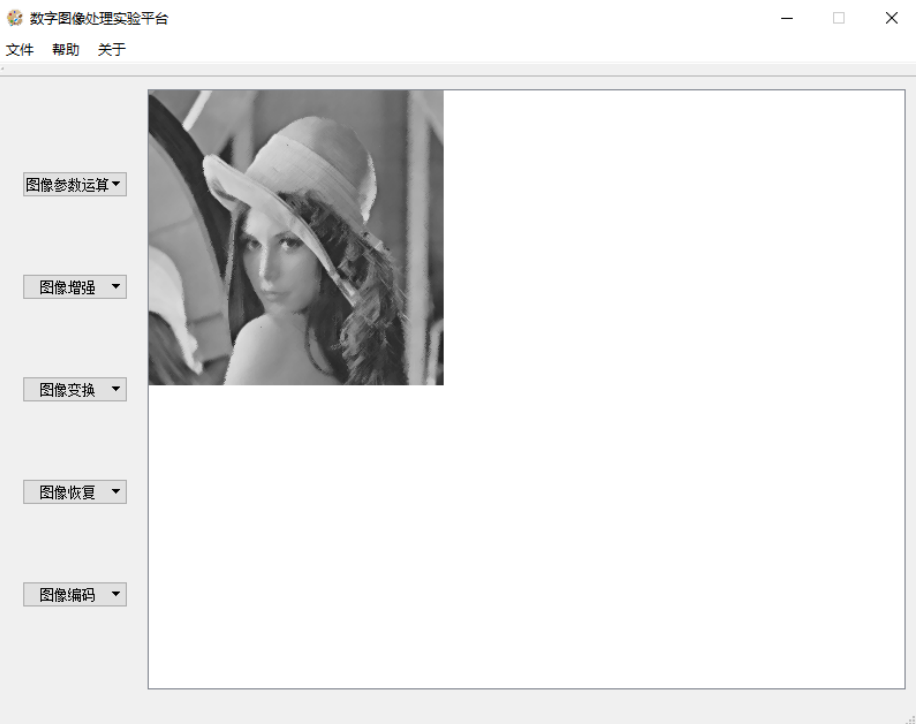 数字图像处理实验平台
文件 帮助 关于
图像参数运算
图像增强
图像变换
图像恢复
图像编码